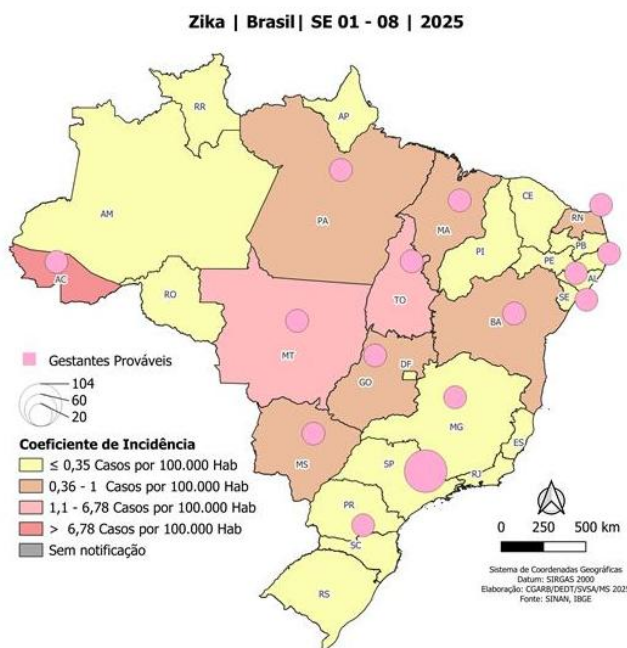 Zika | Brasil| SE 01 - 08 | 2025
RR
AP
AM
PA
MA
CE
RN
PB
PE
AL
SE
PI
AC
RO
TO
BA
MT
GO
DF
MG
ES
MS
SP
RJ
PR
SC
RS
Gestantes Prováveis
104
60
20
Coeficiente de Incidência
≤ 0,35 Casos por 100.000 Hab
0,36 - 1 Casos por 100.000 Hab
1,1 - 6,78 Casos por 100.000 Hab
> 6,78 Casos por 100.000 Hab
Sem notificação
0 250 500 km
Sistema de Coordenadas Geográficas
Datum: SIRGAS 2000
Elaboração: CGARB/DEDT/SVSA/MS 2025
Fonte: SINAN, IBGE